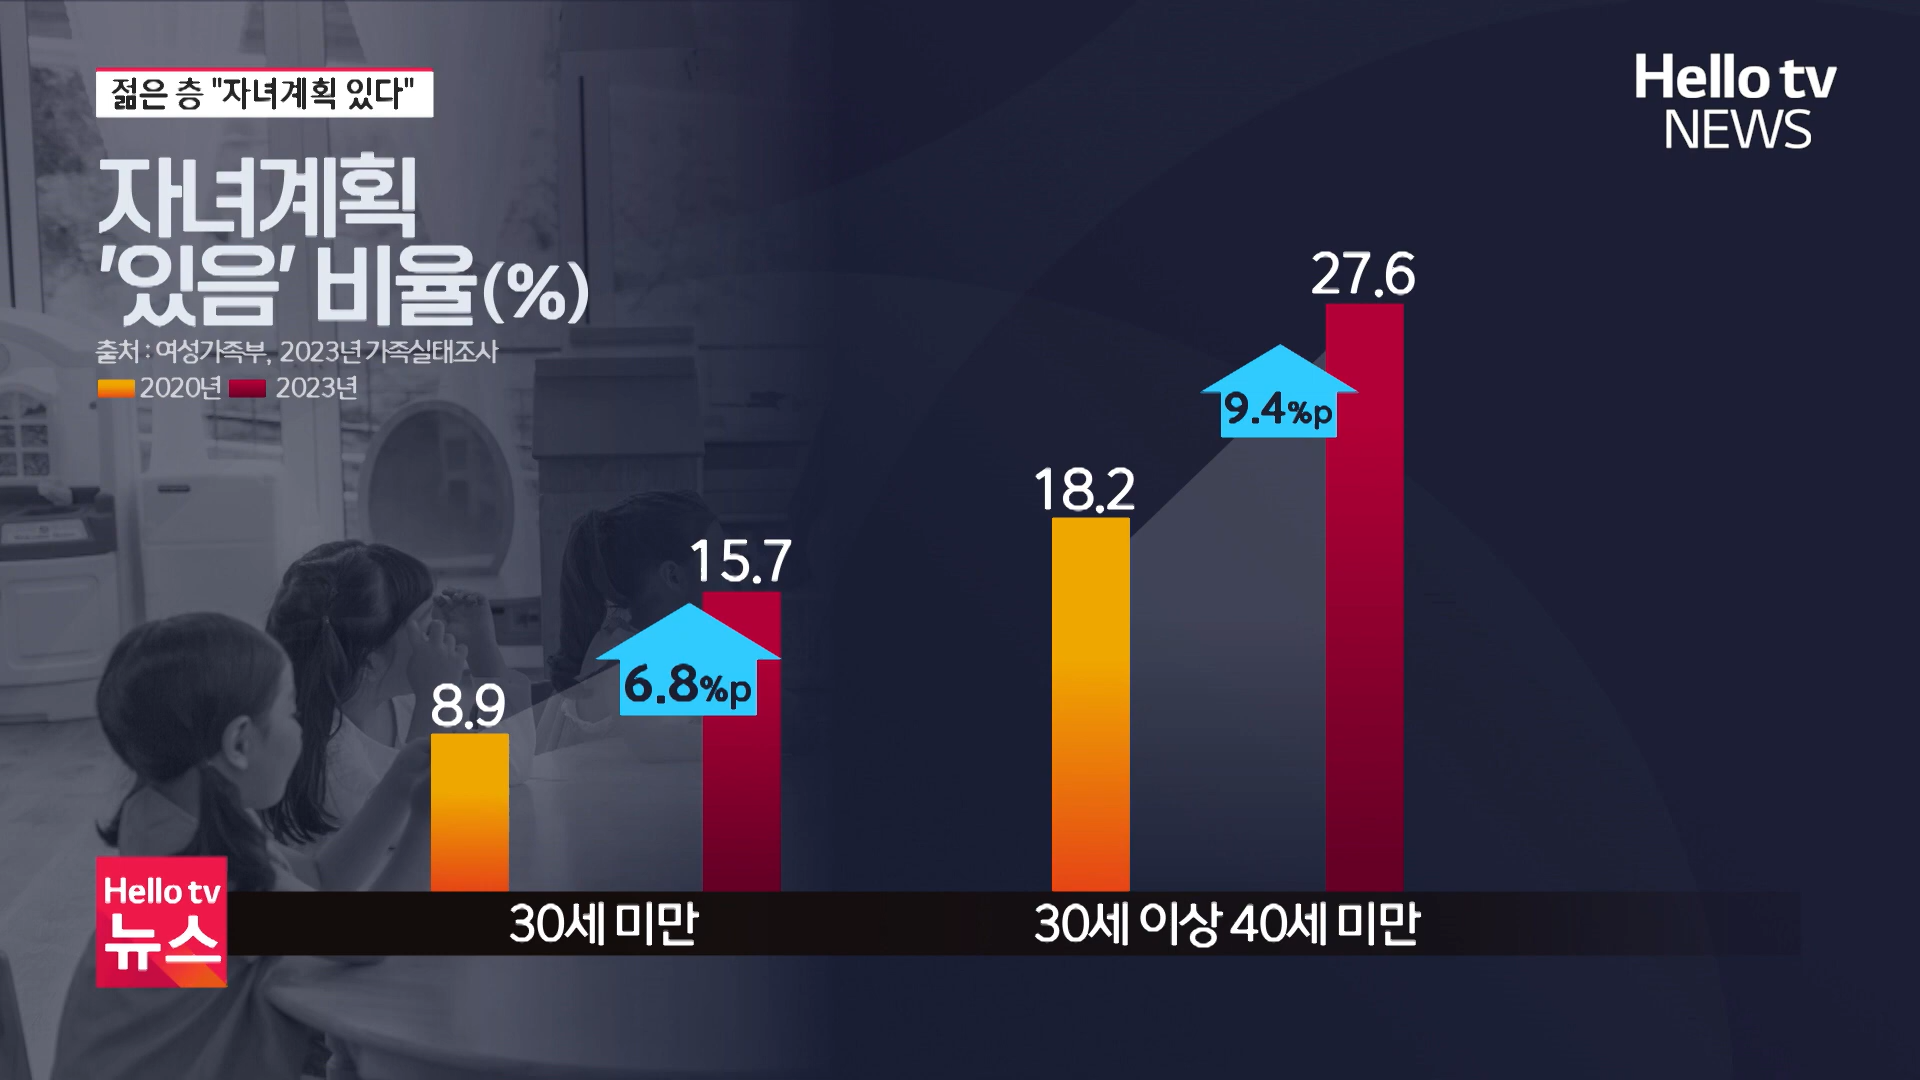 젊은 층 "자녀계획 있다"
Hello tv
NEWS
자녀계획
'있음' 비율(%)
출처 : 여성가족부, 2023년 가족실태조사
2020년 2023년
27.6
9.4%p
18.2
15.7
6.8%p
8.9
30세 미만
30세 이상 40세 미만
Hello tv
뉴스